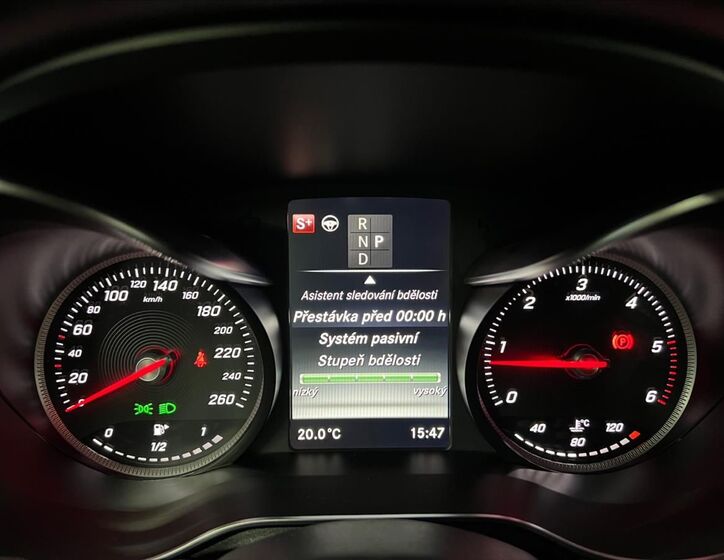 S+
R
N P
D
Asistent sledování bdělosti
Přestávka před 00:00 h
Systém pasivní
Stupeň bdělosti
nízký vysoký
20.0°C 15:47
0
20
40
60
80
100
120
140
160
180
200
220
240
260
km/h
0 1/2 1
0
1
2
3
4
5
6
x1000/min
P
40 80 120
°C